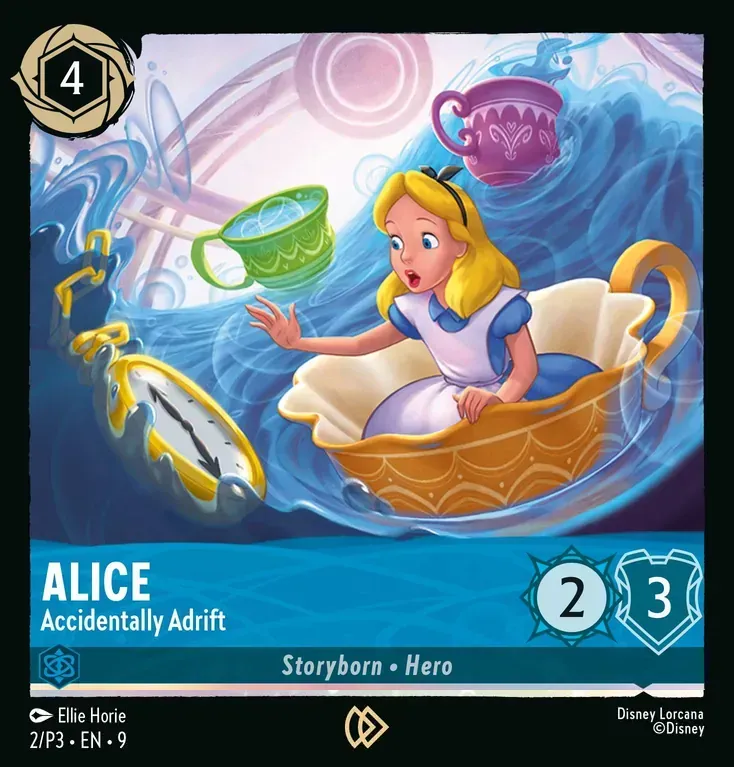 4
ALICE
Accidentally Adrift
2
3
Storyborn • Hero
Ellie Horie
2/P3 • EN • 9
Disney Lorcana
©Disney